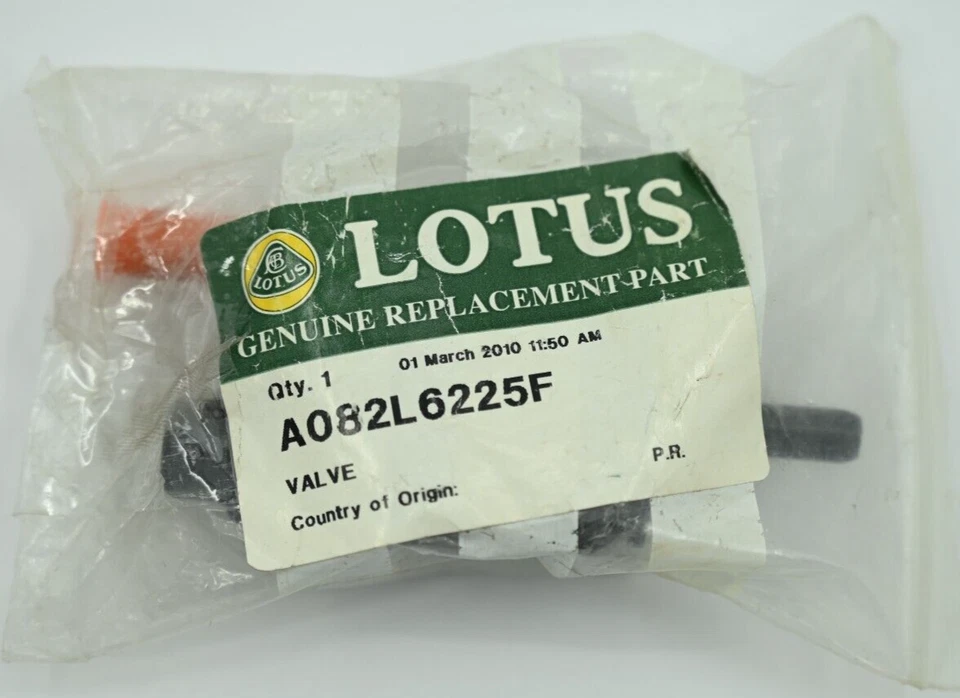 LOTUS
LOTUS
GENUINE REPLACEMENT PART
Qty. 1 01 March 2010 11:50 AM
A082L6225F
VALVE P.R.
Country of Origin: